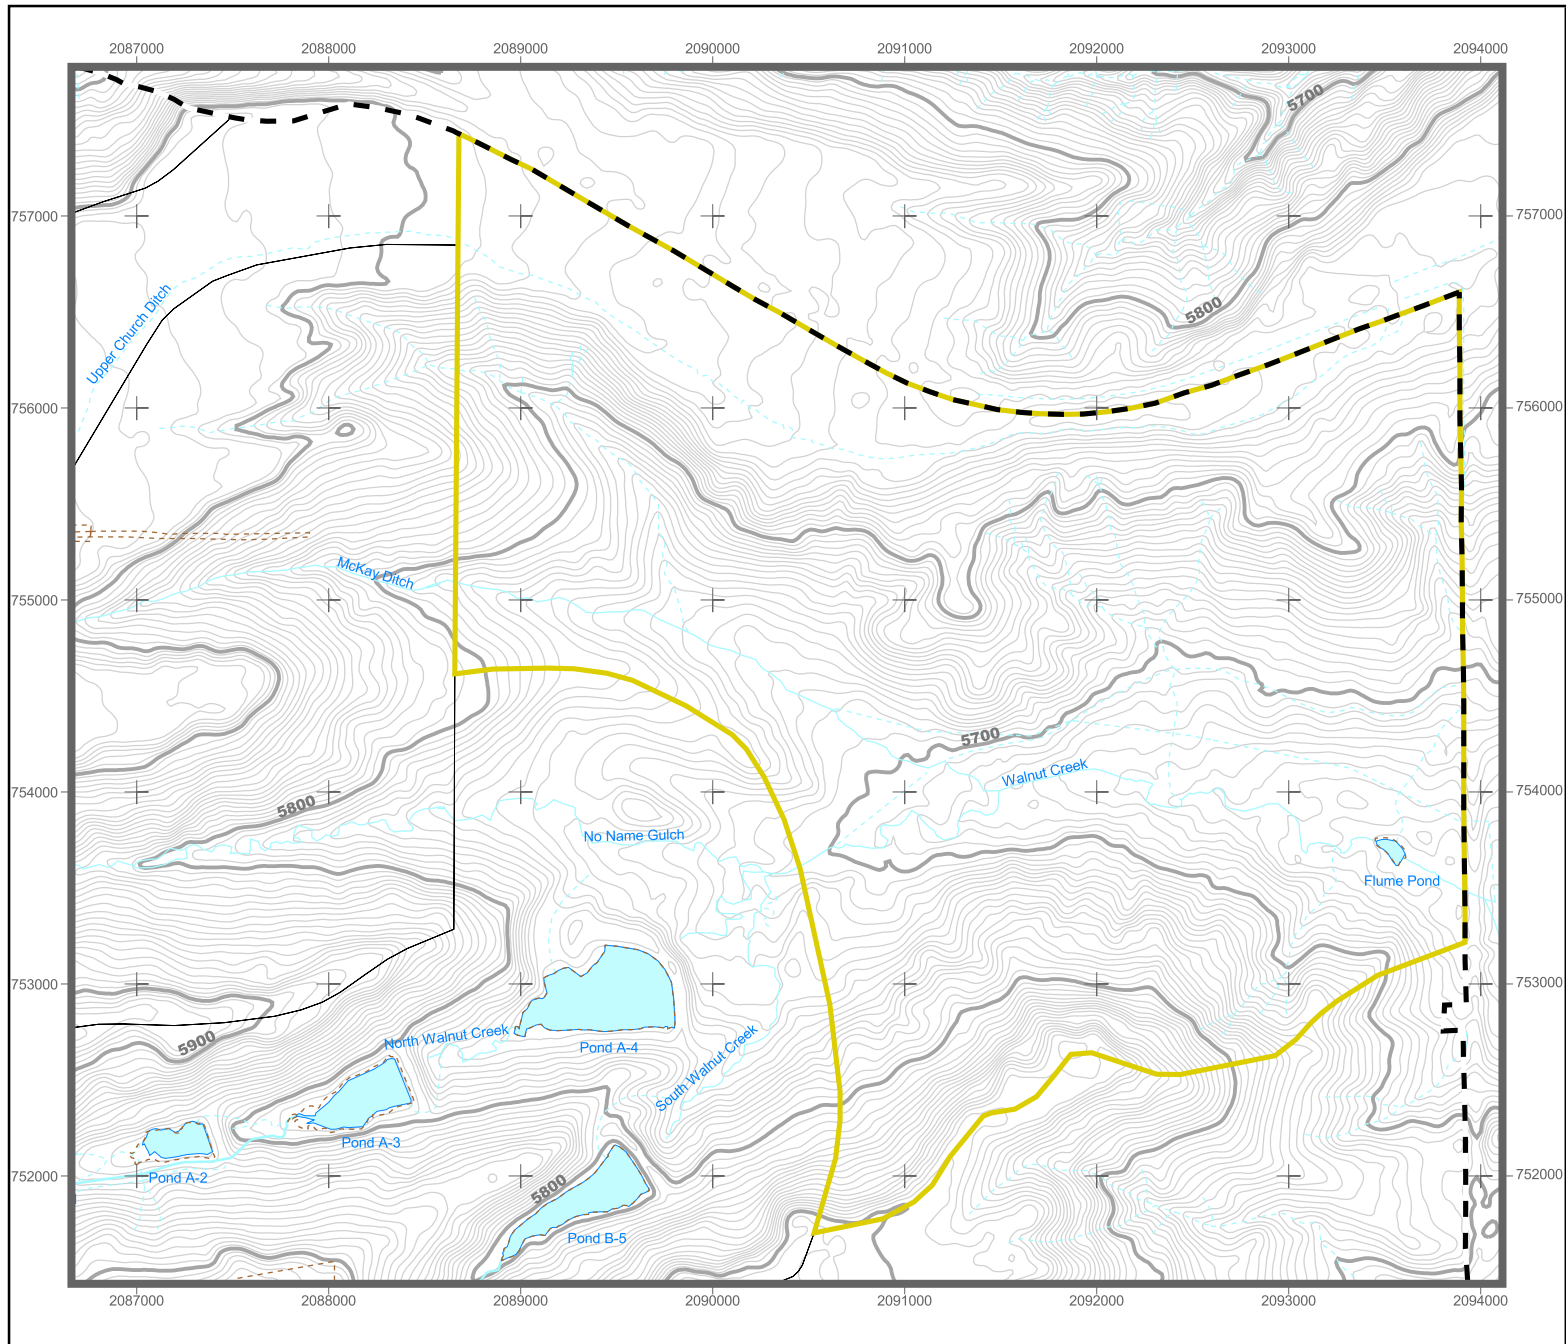 2087000 2088000 2089000 2090000 2091000 2092000 2093000 2094000
5700
757000 757000
Upper Church Ditch
5800
756000 756000
McKay Ditch
755000 755000
5700
Walnut Creek
754000 754000
5800
No Name Gulch
Flume Pond
753000 753000
5900
North Walnut Creek
Pond A-4
South Walnut Creek
Pond A-3
752000 752000
Pond A-2
5800
Pond B-5
2087000 2088000 2089000 2090000 2091000 2092000 2093000 2094000